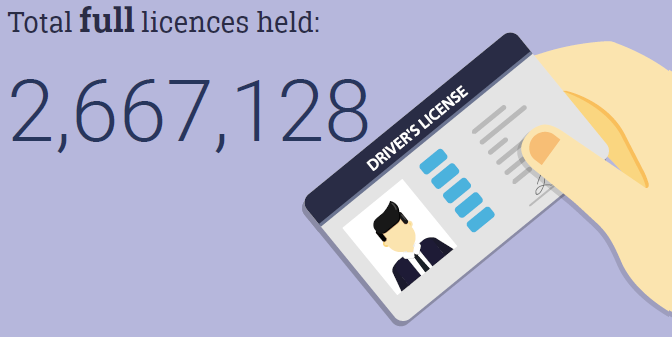 Total full licences held:
2,667,128
DRIVER'S LICENSE